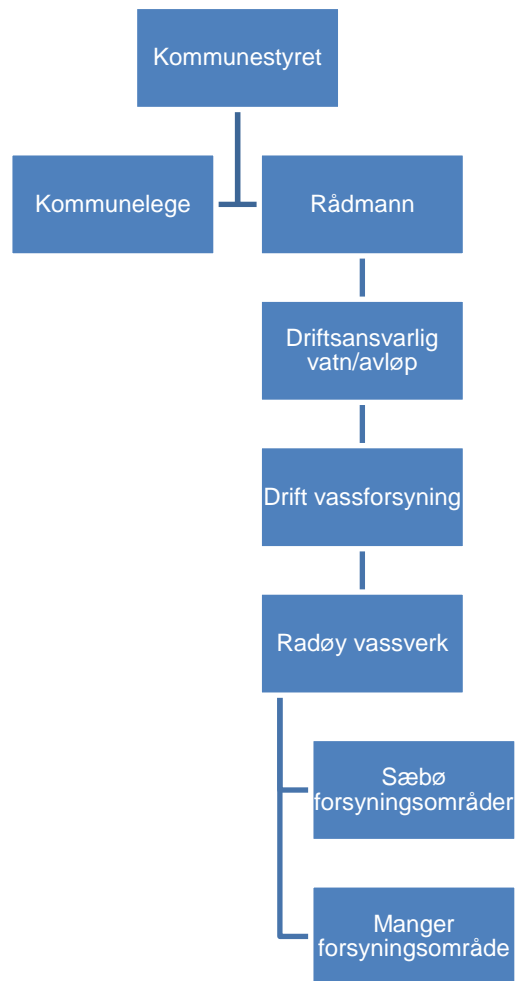 Kommunestyret
Kommunelege
Rådmann
Driftsansvarlig
vatn/avløp
Drift vassforsyning
Radøy vassverk
Sæbø
forsyningsområder
Manger
forsyningsområde